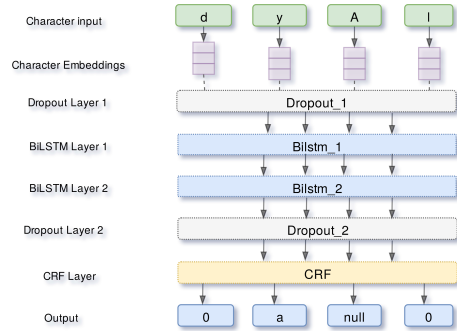 Character input d y A l
Character Embeddings
Dropout Layer 1 Dropout_1
BiLSTM Layer 1 Bilstm_1
BiLSTM Layer 2 Bilstm_2
Dropout Layer 2 Dropout_2
CRF Layer CRF
Output 0 a null 0